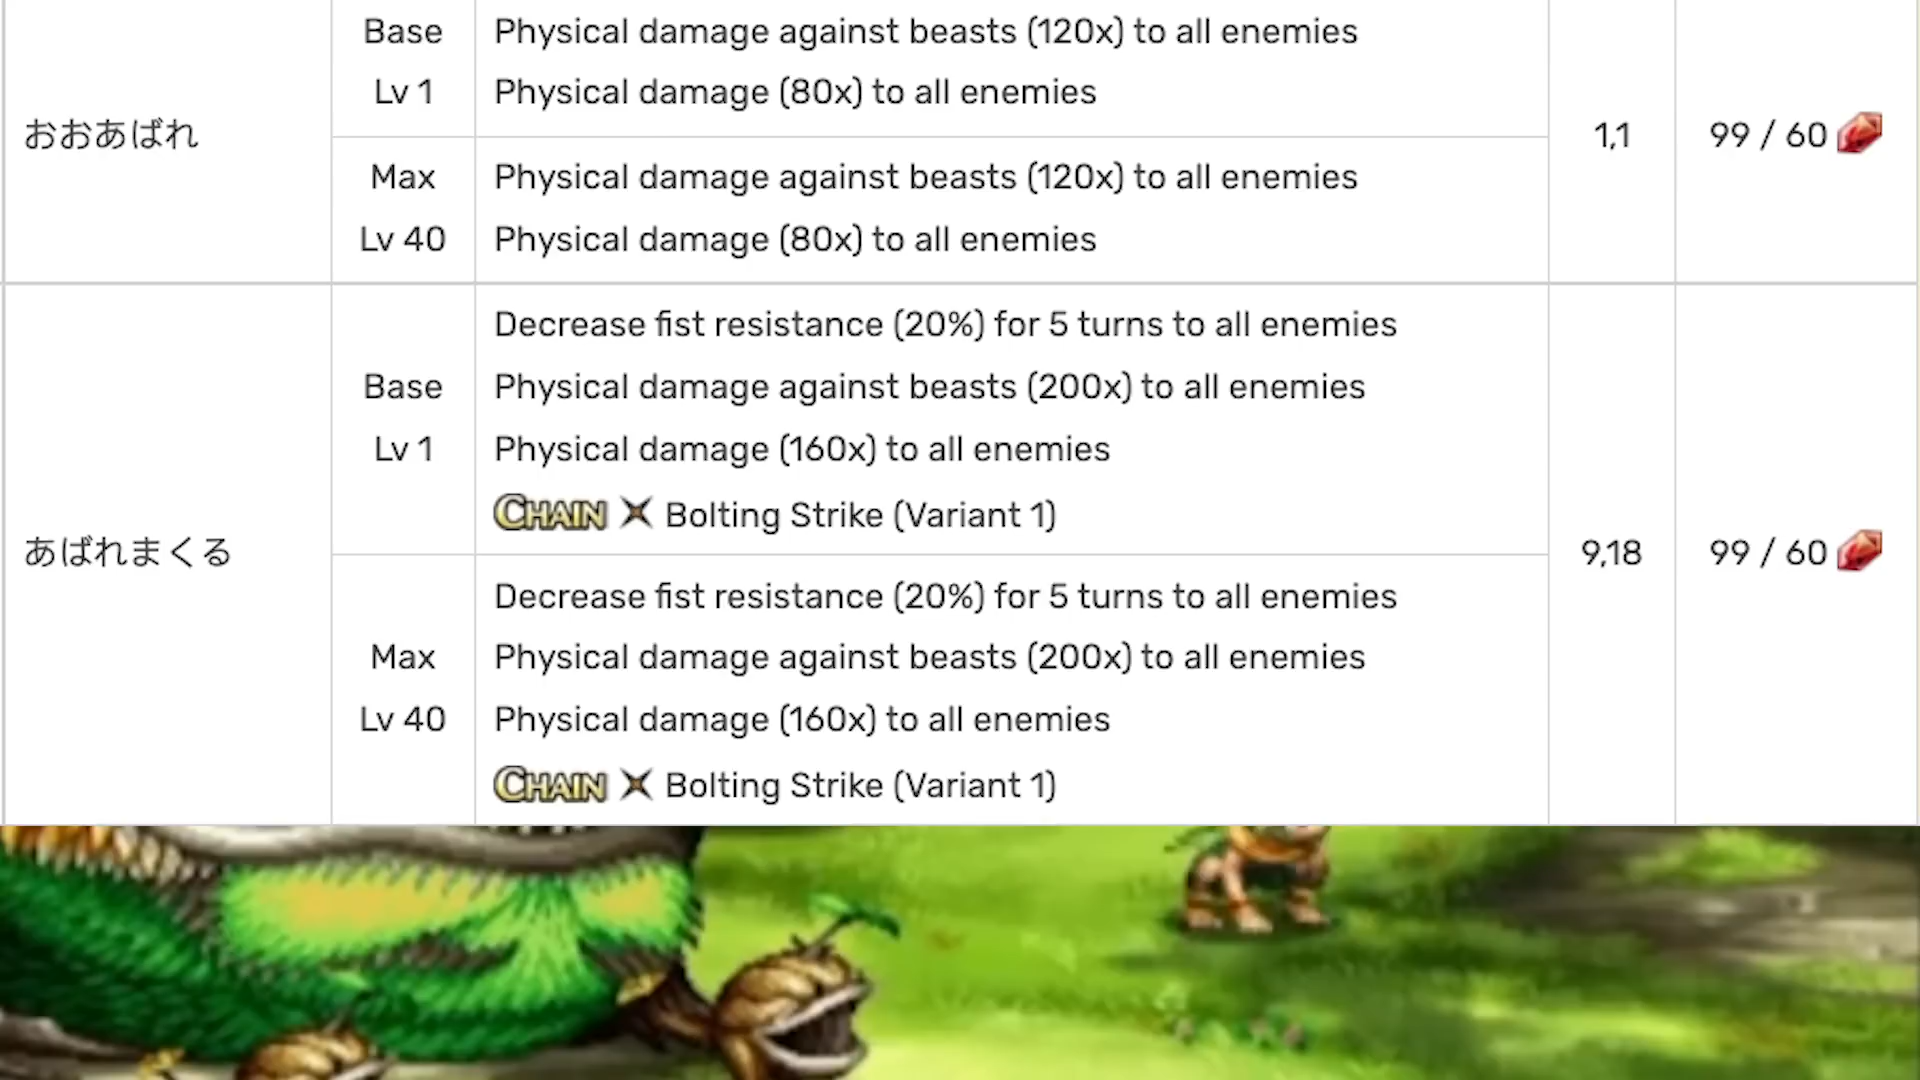 おおあばれ
Base
Lv 1
Physical damage against beasts (120x) to all enemies
Physical damage (80x) to all enemies
Max
Lv 40
Physical damage against beasts (120x) to all enemies
Physical damage (80x) to all enemies
1,1
99 / 60
あばれまくる
Base
Lv 1
Decrease fist resistance (20%) for 5 turns to all enemies
Physical damage against beasts (200x) to all enemies
Physical damage (160x) to all enemies
CHAIN Bolting Strike (Variant 1)
Max
Lv 40
Decrease fist resistance (20%) for 5 turns to all enemies
Physical damage against beasts (200x) to all enemies
Physical damage (160x) to all enemies
CHAIN Bolting Strike (Variant 1)
9,18
99 / 60